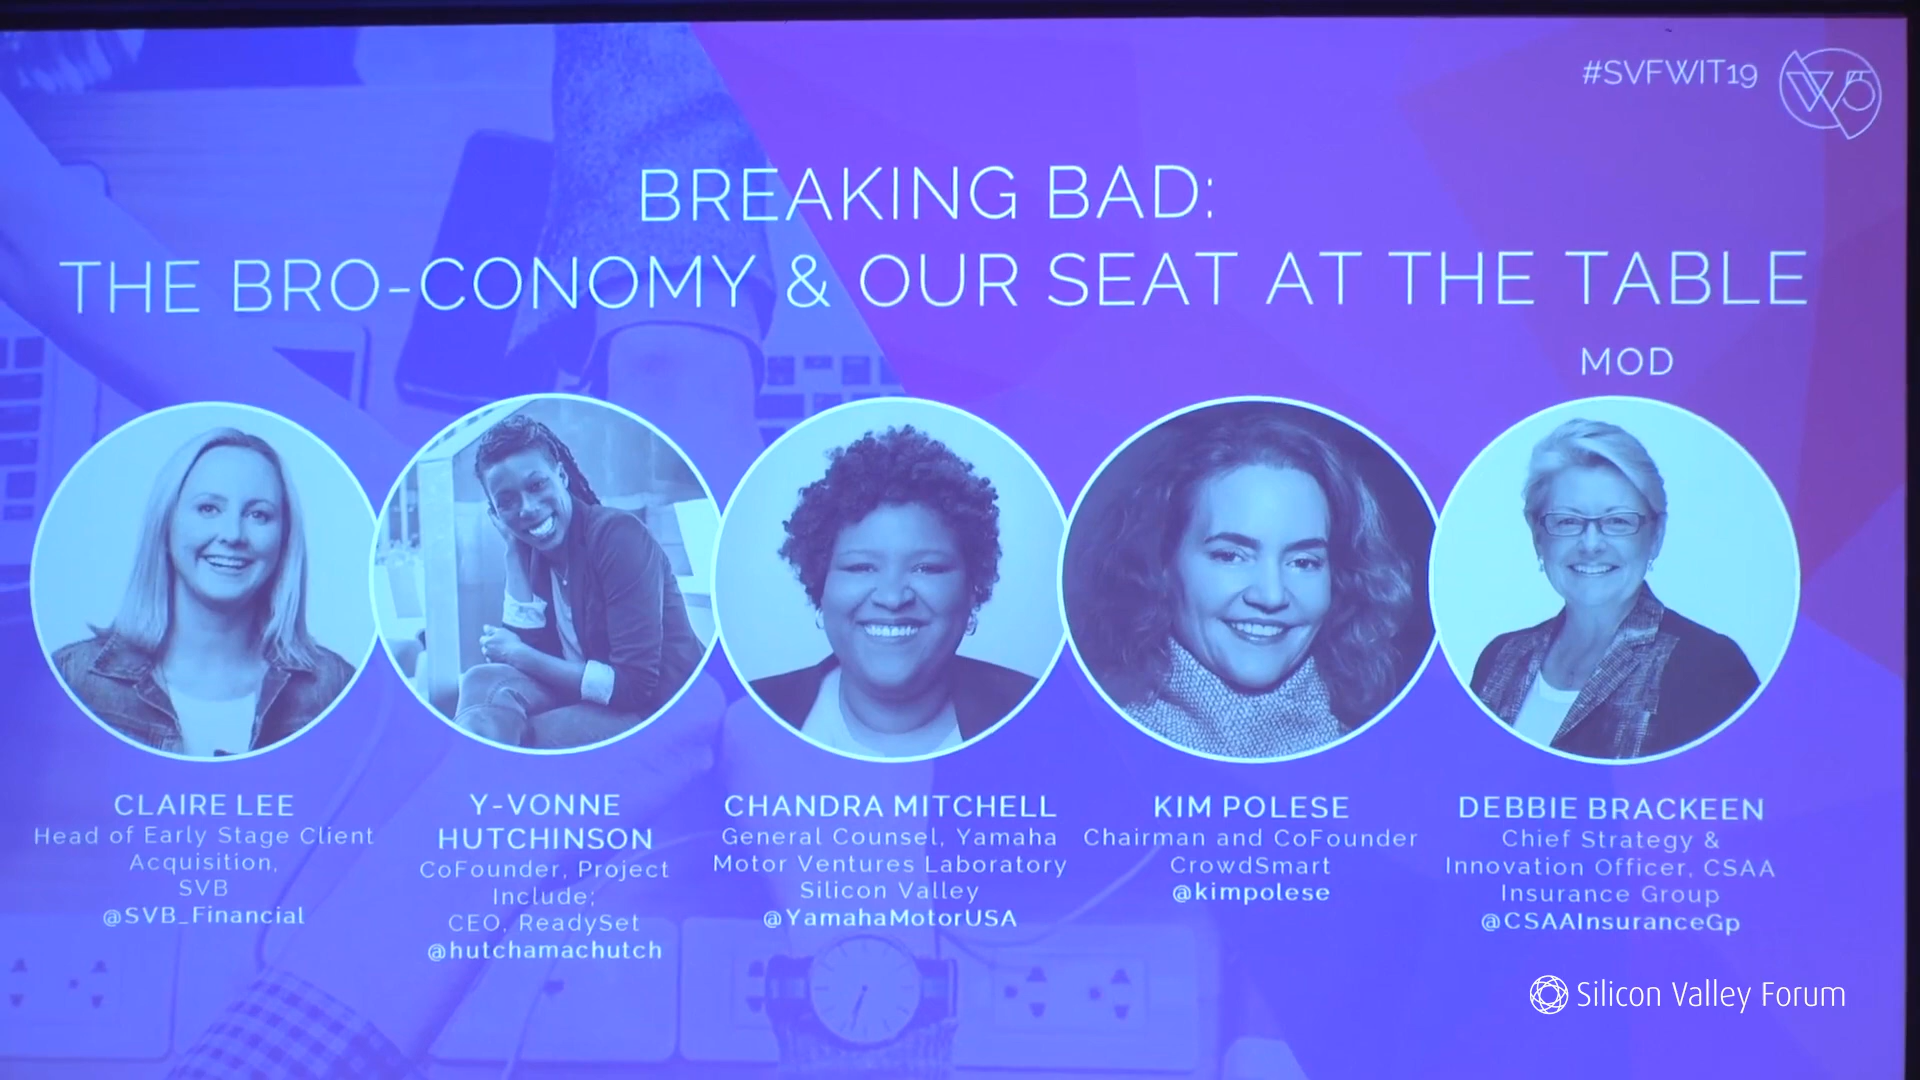 #SVFWIT19
W5
BREAKING BAD:
THE BRO-CONOMY & OUR SEAT AT THE TABLE
MOD
CLAIRE LEE
Head of Early Stage Client
Acquisition,
SVB
@SVB_Financial
Y-VONNE
HUTCHINSON
CoFounder, Project
Include;
CEO, ReadySet
@hutchamachutch
CHANDRA MITCHELL
General Counsel, Yamaha
Motor Ventures Laboratory
Silicon Valley
@YamahaMotorUSA
KIM POLESE
Chairman and CoFounder
CrowdSmart
@kimpolese
DEBBIE BRACKEEN
Chief Strategy &
Innovation Officer, CSAA
Insurance Group
@CSAAInsuranceGp
Silicon Valley Forum